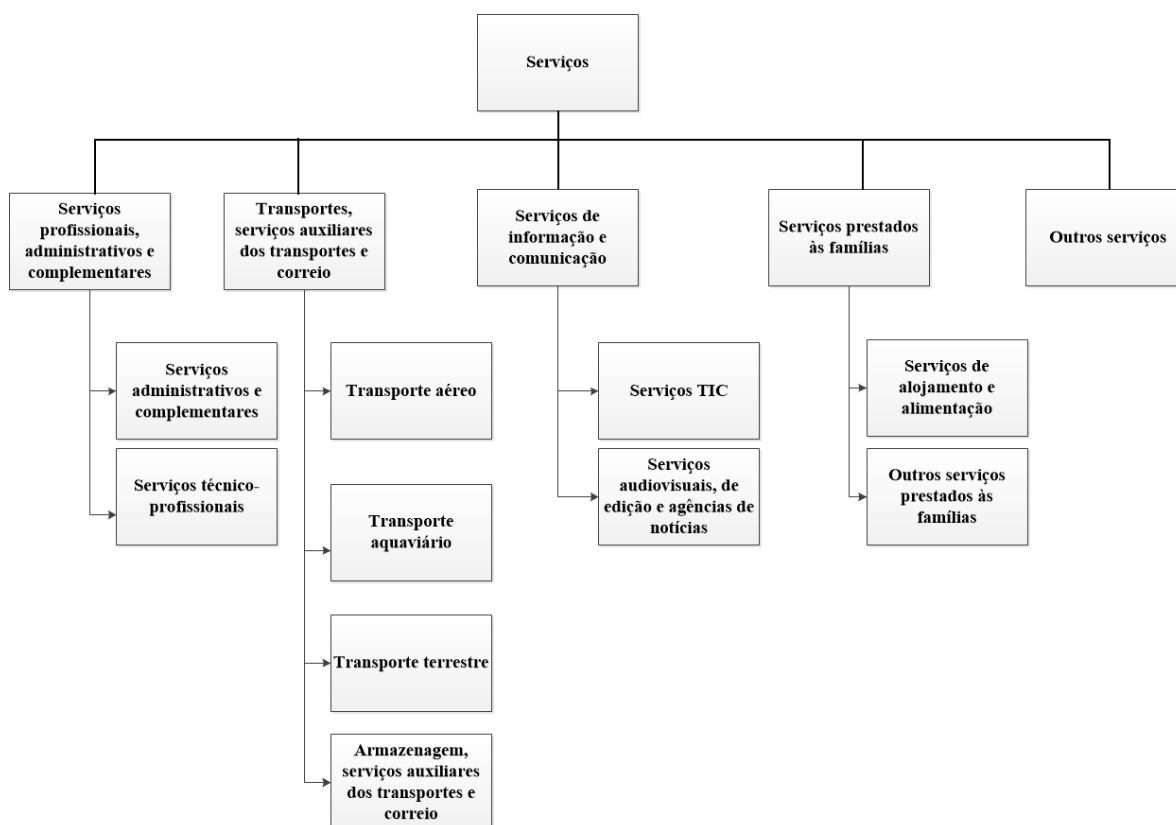 Serviços
Serviços
profissionais,
administrativos e
complementares
Transportes,
serviços auxiliares
dos transportes e
correio
Serviços de
informação e
comunicação
Serviços prestados
às famílias
Outros serviços
Serviços
administrativos e
complementares
Serviços técnico-
profissionais
Transporte aéreo
Transporte
aquaviário
Transporte terrestre
Armazenagem,
serviços auxiliares
dos transportes e
correio
Serviços TIC
Serviços
audiovisuais, de
edição e agências de
notícias
Serviços de
alojamento e
alimentação
Outros serviços
prestados às
famílias